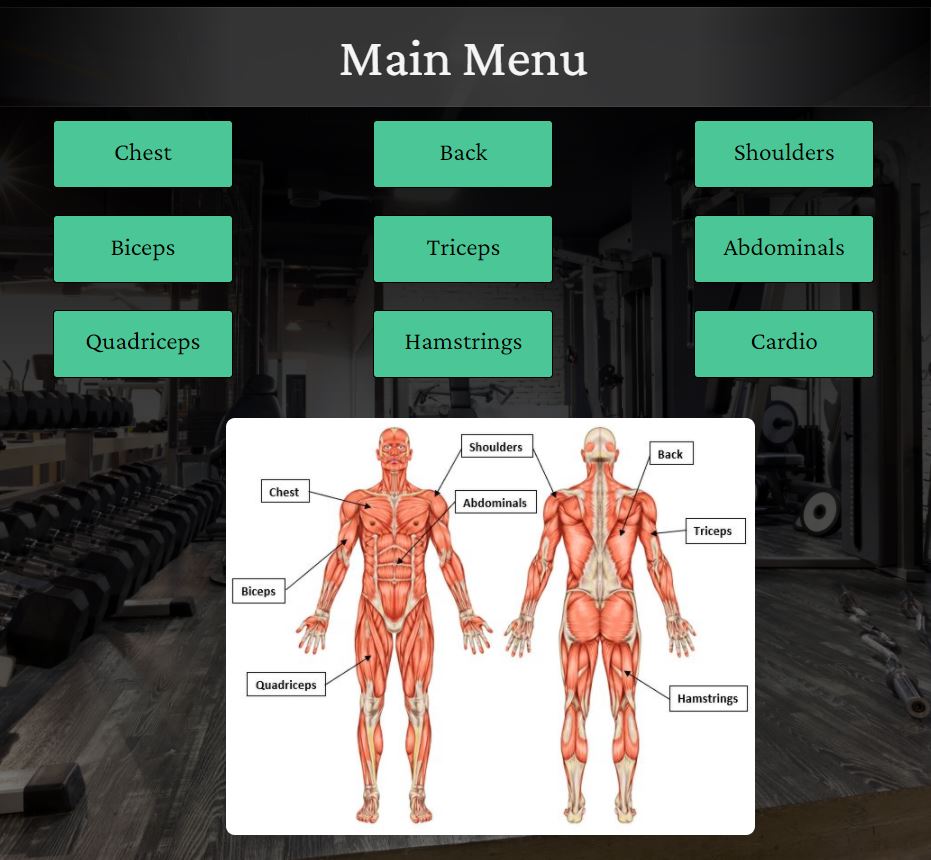 Main Menu
Chest
Back
Shoulders
Biceps
Triceps
Abdominals
Quadriceps
Hamstrings
Cardio
Shoulders
Back
Chest
Abdominals
Triceps
Biceps
Quadriceps
Hamstrings